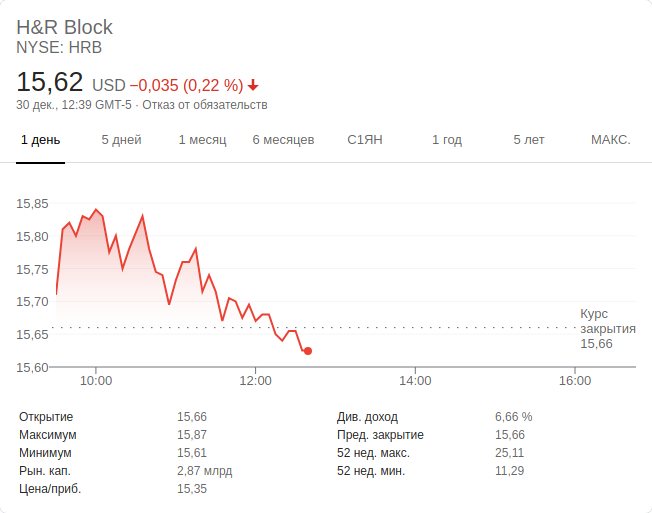 H&R Block
NYSE: HRB
15,62 USD −0,035 (0,22 %)
30 дек., 12:39 GMT-5 · Отказ от обязательств
1 день 5 дней 1 месяц 6 месяцев С1ЯН 1 год 5 лет МАКС.
15,85
15,80
15,75
15,70
15,65
15,60
Курс
закрытия
15,66
10:00 12:00 14:00 16:00
Открытие 15,66 Див. доход 6,66 %
Максимум 15,87 Пред. закрытие 15,66
Минимум 15,61 52 нед. макс. 25,11
Рын. кап. 2,87 млрд 52 нед. мин. 11,29
Цена/приб. 15,35